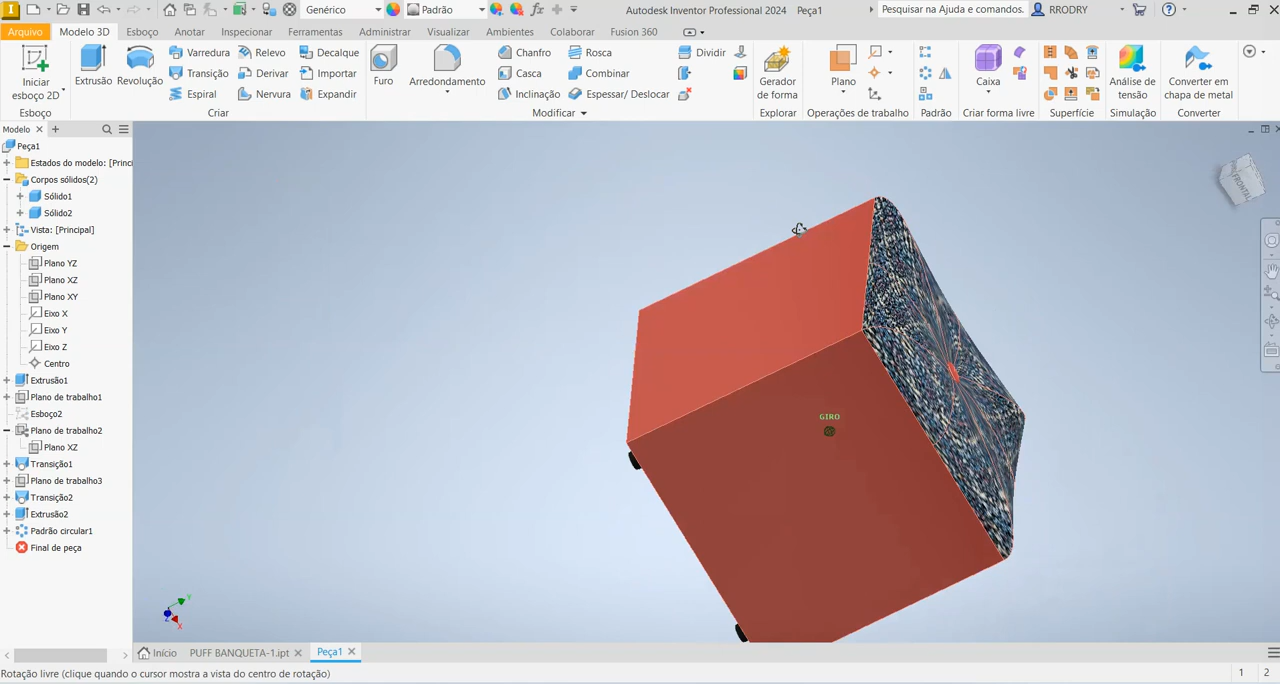 Genérico
Padrão
Autodesk Inventor Professional 2024 Peça1
Pesquisar na Ajuda e comandos.
RRODRY
Arquivo
Modelo 3D
Esboço
Anotar
Inspecionar
Ferramentas
Administrar
Visualizar
Ambientes
Colaborar
Fusion 360
Iniciar
esboço 2D
Esboço
Extrusão
Revolução
Varredura
Transição
Espiral
Relevo
Derivar
Nervura
Decalque
Importar
Expandir
Criar
Furo
Arredondamento
Chanfro
Casca
Inclinação
Rosca
Combinar
Espessar/ Deslocar
Dividir
Modificar
Gerador
de forma
Explorar
Plano
Operações de trabalho
Padrão
Caixa
Criar forma livre
Superfície
Análise de
tensão
Simulação
Converter em
chapa de metal
Converter
Modelo
Peça1
Estados do modelo: [Princi
Corpos sólidos(2)
Sólido1
Sólido2
Vista: [Principal]
Origem
Plano YZ
Plano XZ
Plano XY
Eixo X
Eixo Y
Eixo Z
Centro
Extrusão1
Plano de trabalho1
Esboço2
Plano de trabalho2
Plano XZ
Transição1
Plano de trabalho3
Transição2
Extrusão2
Padrão circular1
Final de peça
FRONTAL
GIRO
Y
Z
X
Início
PUFF BANQUETA-1.ipt
Peça1
Rotação livre (clique quando o cursor mostra a vista do centro de rotação)
1 2